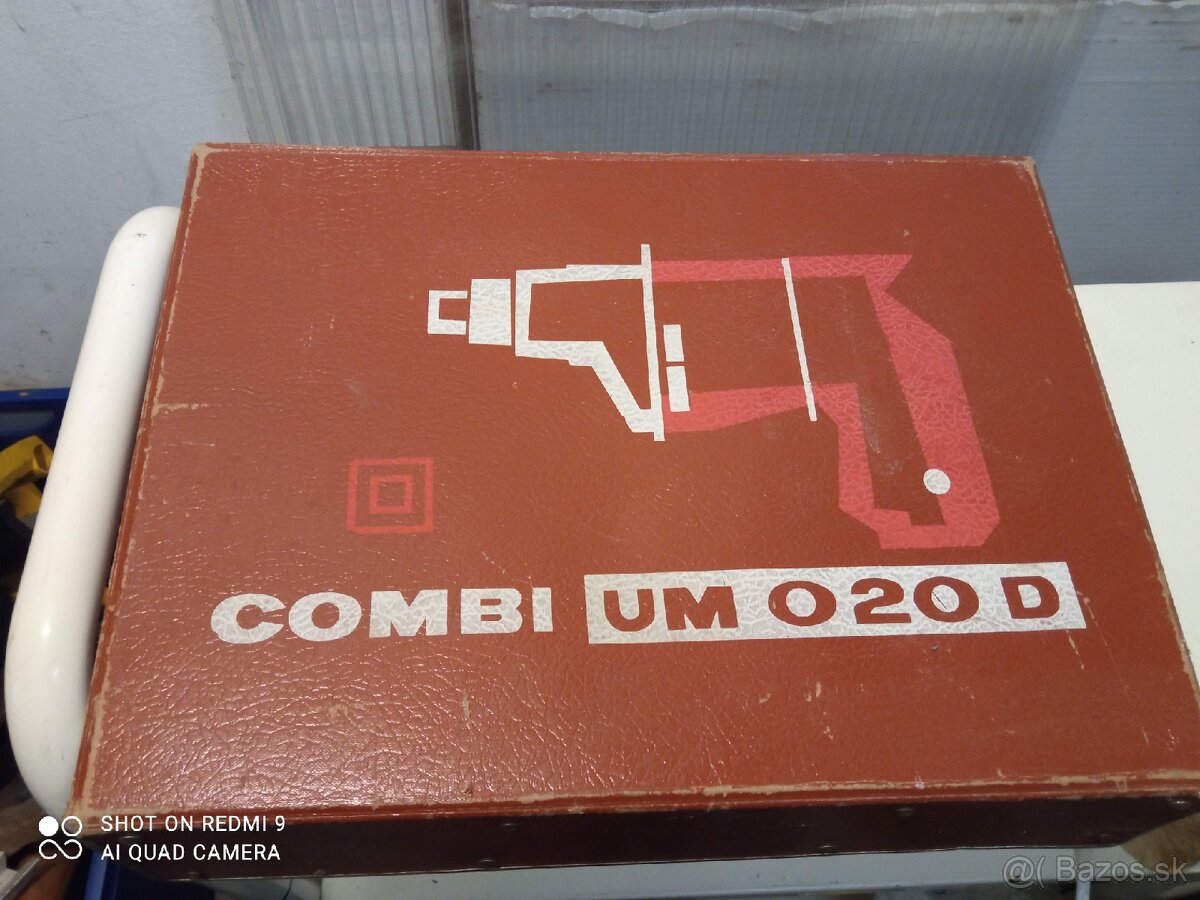 COMBI UM 020 D
SHOT ON REDMI 9
AI QUAD CAMERA
@( Bazos.sk